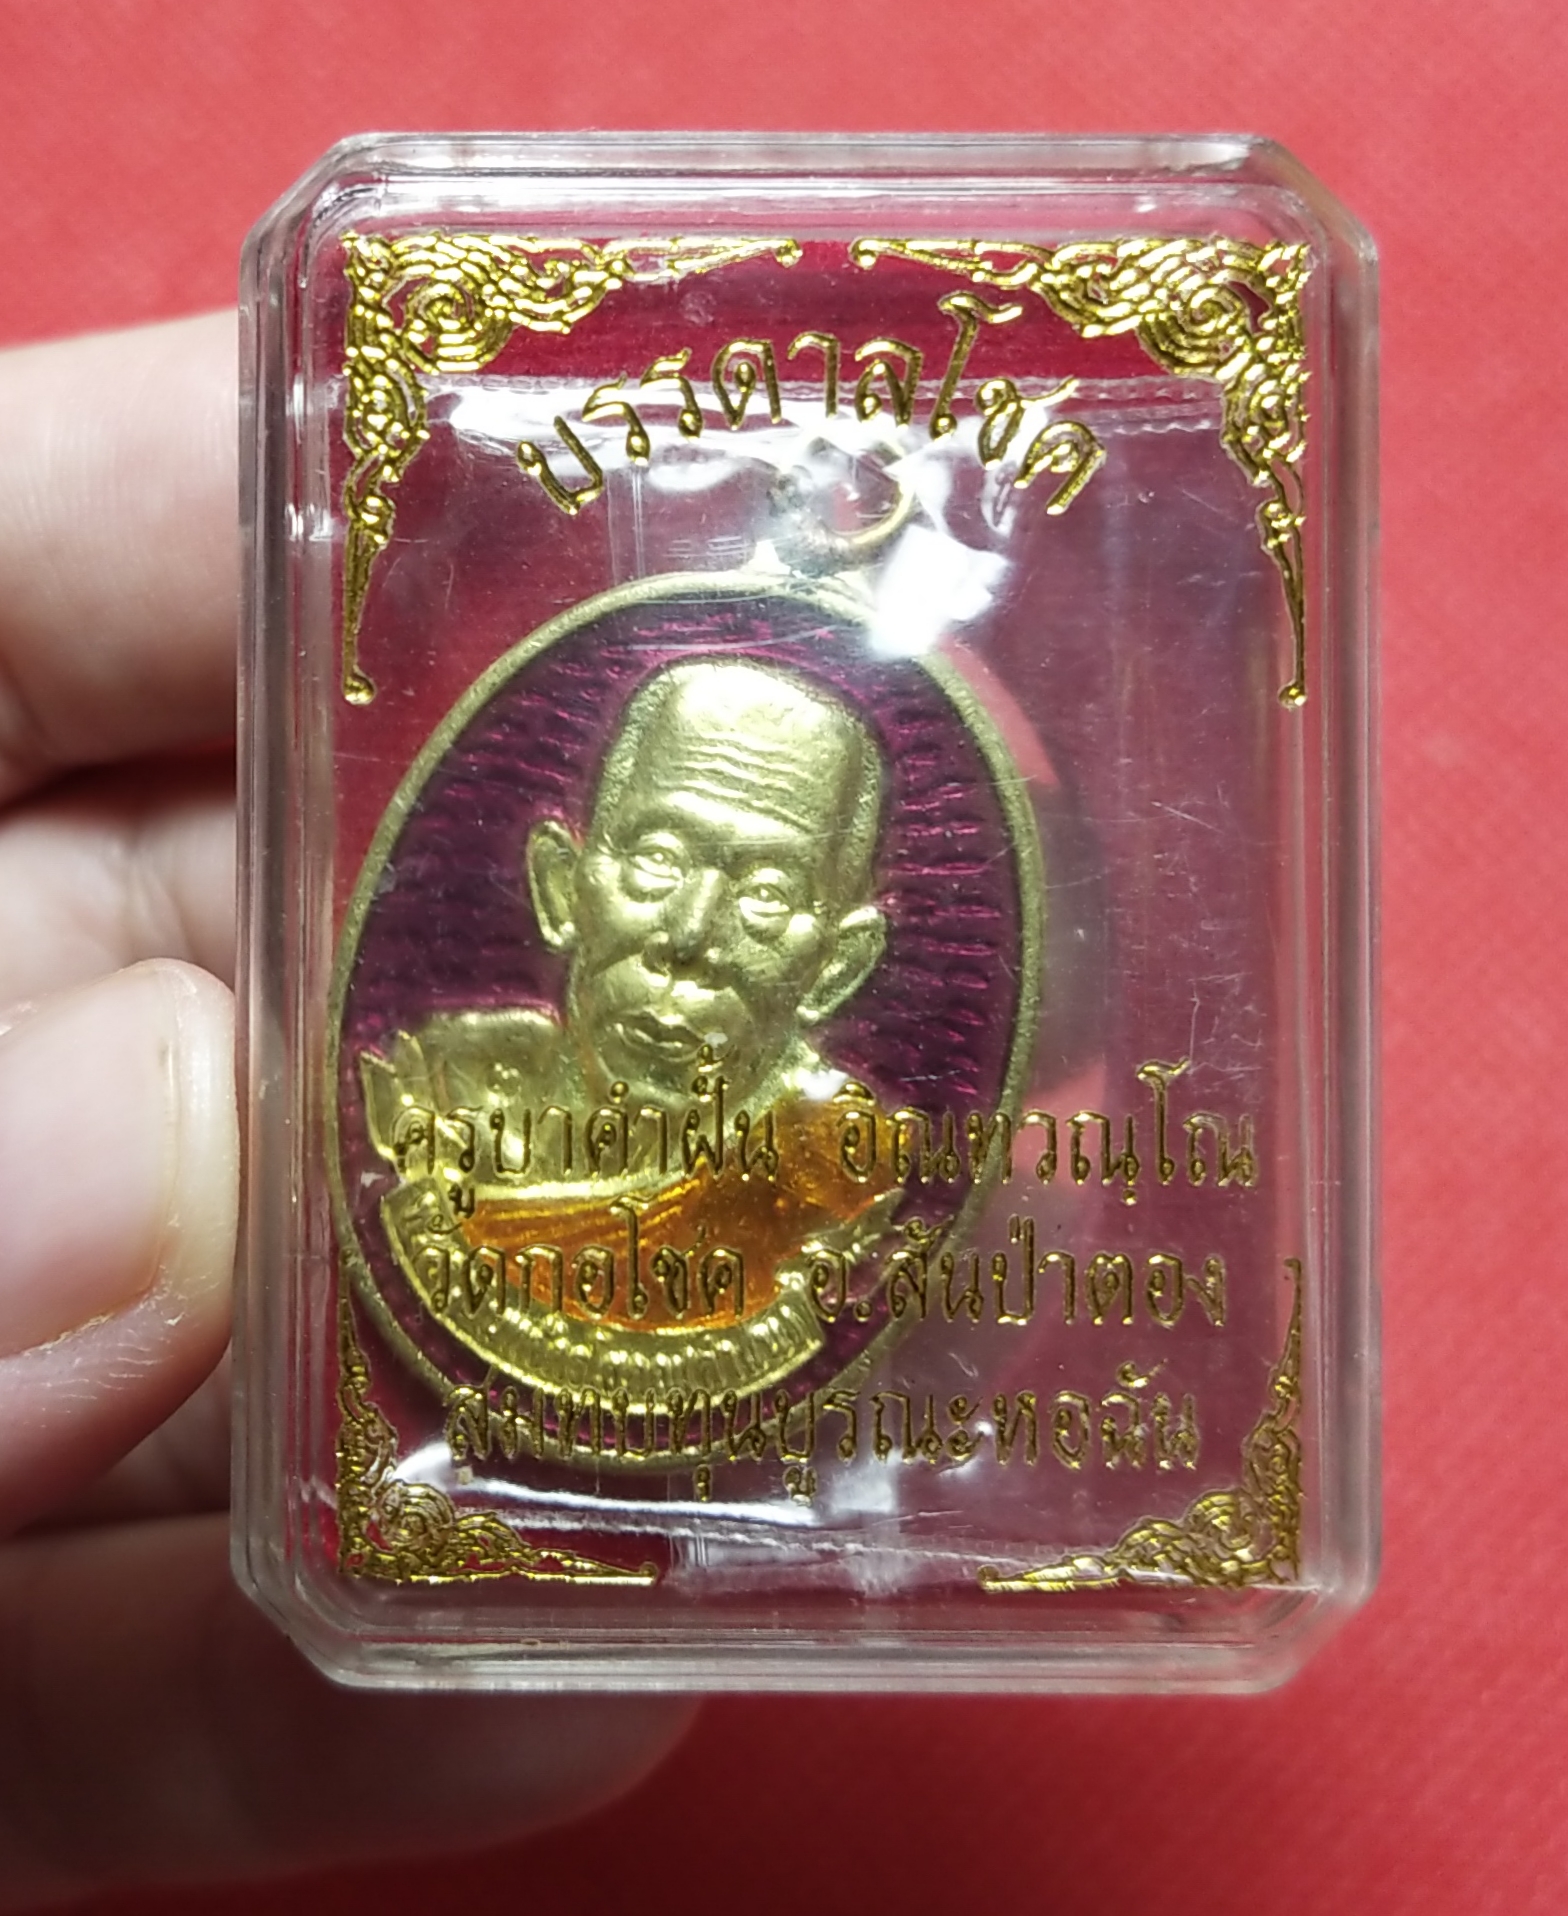 บรรดาลโชค
ครูบาคำฝั้น อิณทวณฺโณ
วัดกอโชค อ.สันป่าตอง
สมทบทุนบูรณะหอฉัน